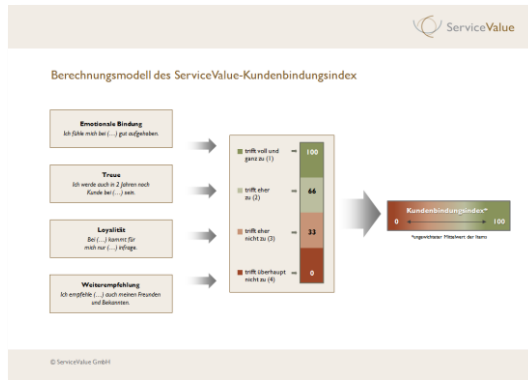 ServiceValue
Berechnungsmodell des ServiceValue-Kundenbindungsindex
Emotionale Bindung
Ich fühle mich bei (…) gut aufgehoben.
Treue
Ich werde auch in 2 Jahren noch
Kunde bei (…) sein.
Loyalität
Bei (…) kommt für
mich nur (…) infrage.
Weiterempfehlung
Ich empfehle (…) auch meinen Freunden
und Bekannten.
trifft voll und
ganz zu (1) = 100
trifft eher
zu (2) = 66
trifft eher
nicht zu (3) = 33
trifft überhaupt
nicht zu (4) = 0
Kundenbindungsindex*
0 100
*ungewichteter Mittelwert der Items
© ServiceValue GmbH